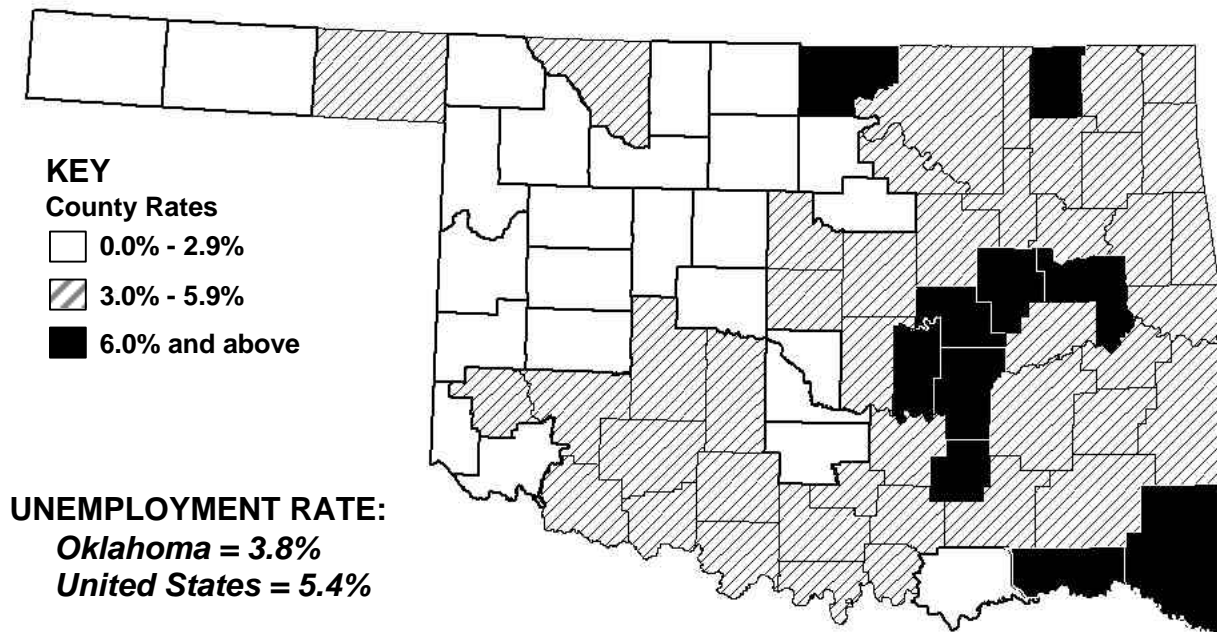 KEY
County Rates
0.0% - 2.9%
3.0% - 5.9%
6.0% and above
UNEMPLOYMENT RATE:
Oklahoma = 3.8%
United States = 5.4%